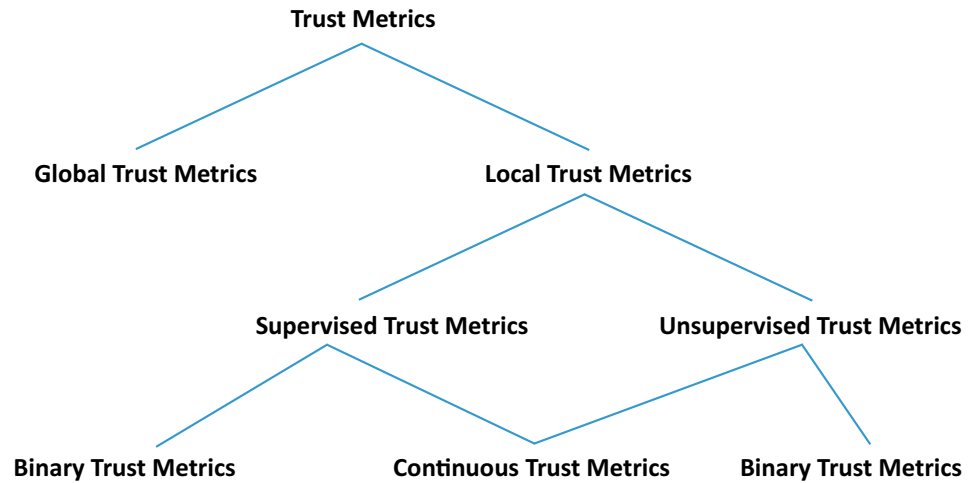 Trust Metrics
Global Trust Metrics
Local Trust Metrics
Supervised Trust Metrics
Unsupervised Trust Metrics
Binary Trust Metrics
Continuous Trust Metrics
Binary Trust Metrics